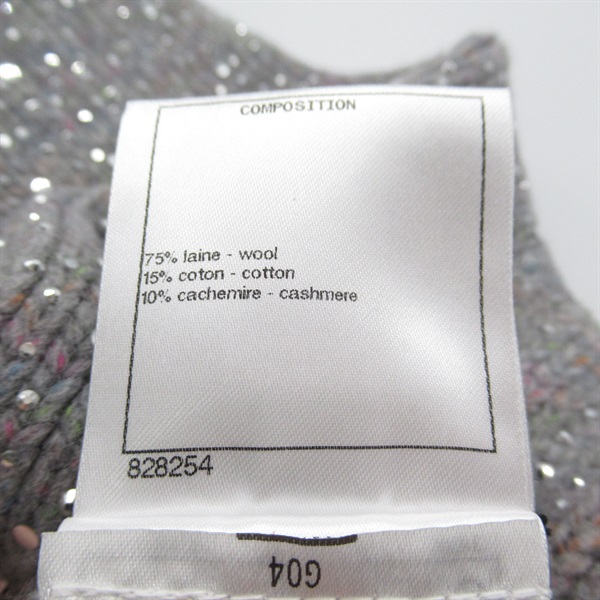 COMPOSITION
75% laine - wool
15% coton - cotton
10% cachemire - cashmere
828254
G04